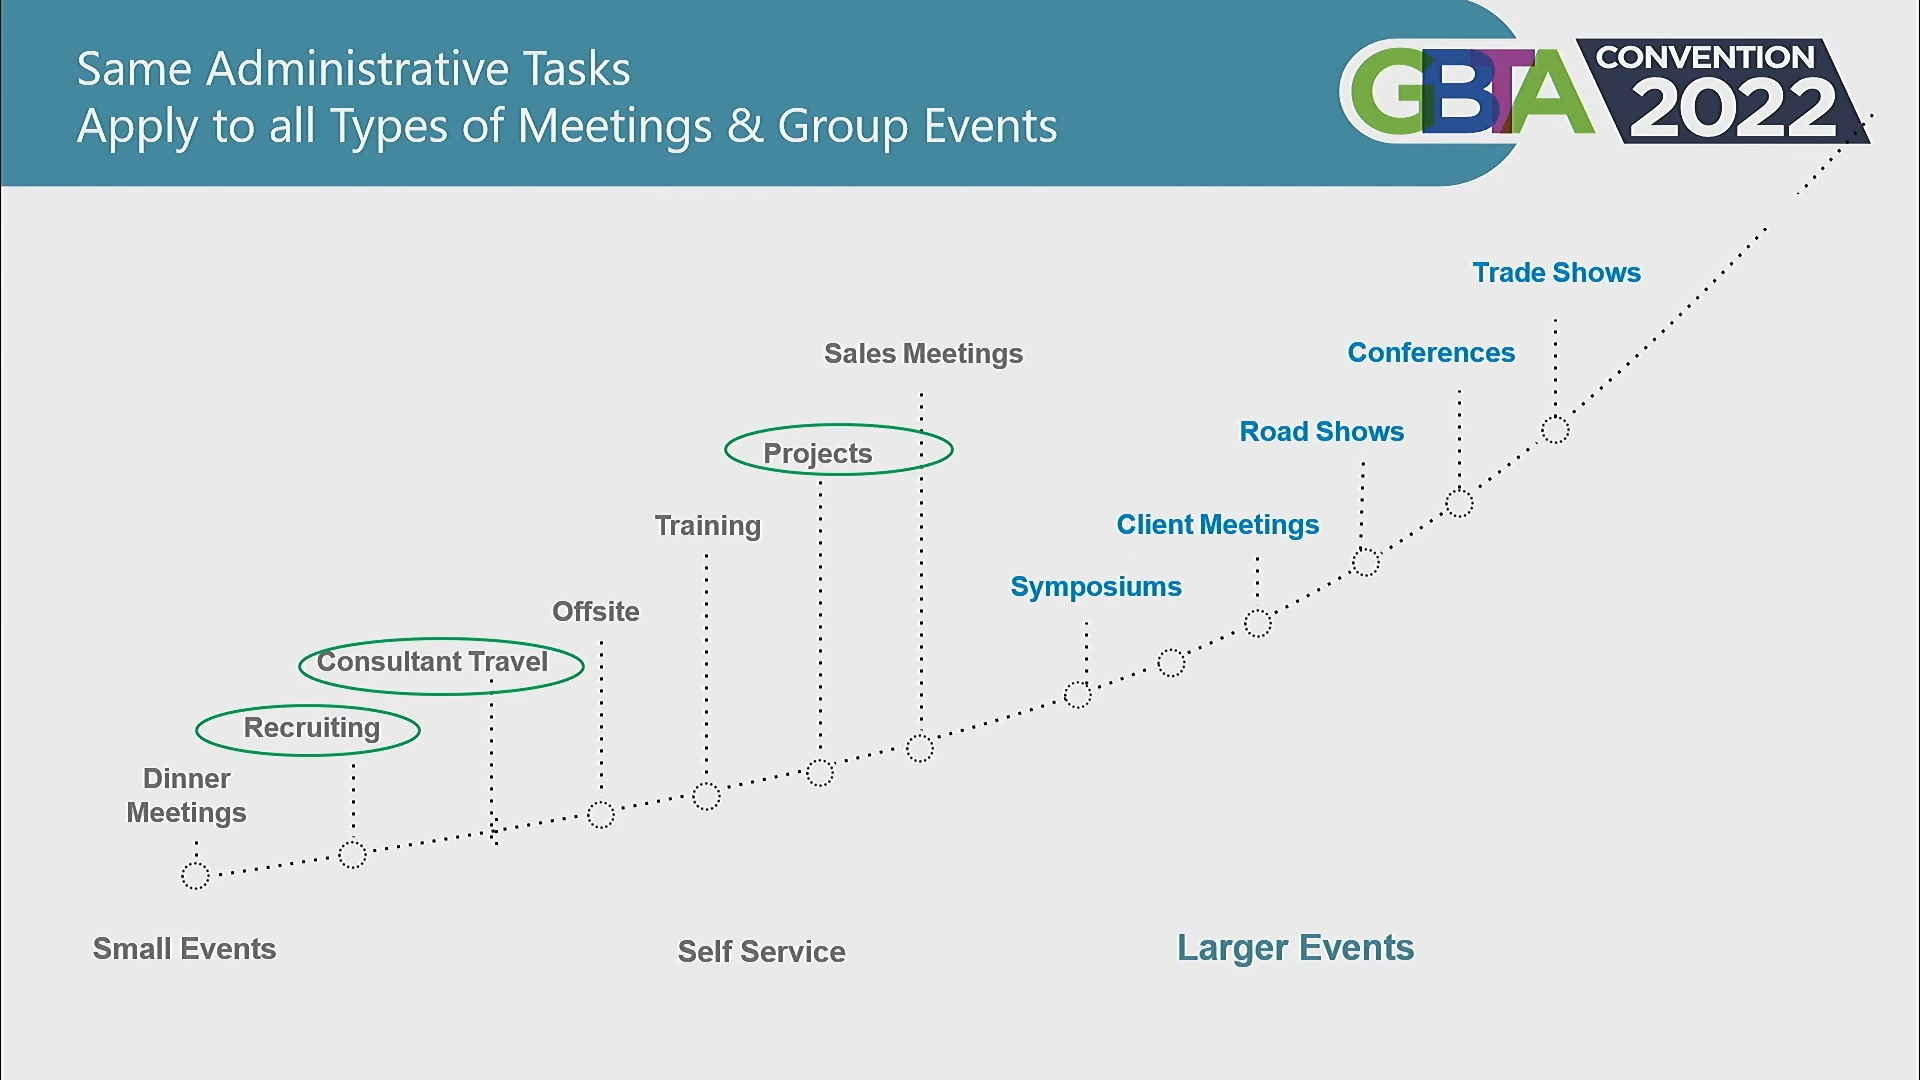 Same Administrative Tasks
Apply to all Types of Meetings & Group Events
GBTA
CONVENTION
2022
Trade Shows
Conferences
Sales Meetings
Road Shows
Projects
Client Meetings
Training
Symposiums
Offsite
Consultant Travel
Recruiting
Dinner
Meetings
Small Events
Self Service
Larger Events